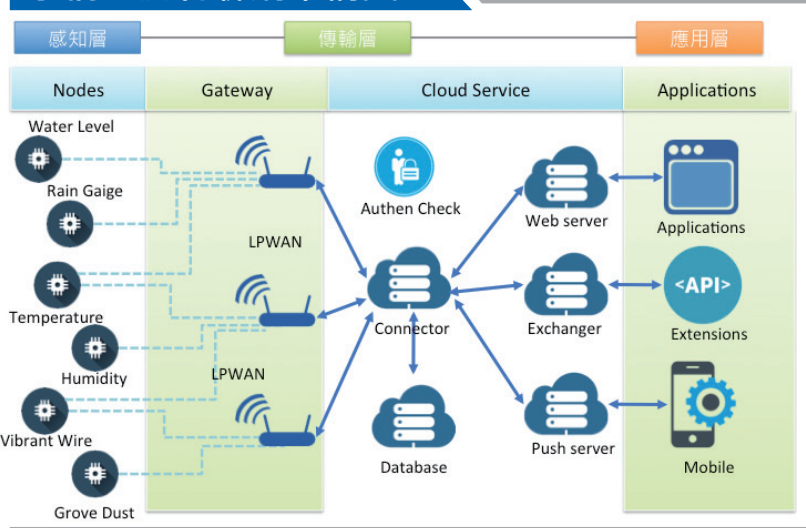 感知層
傳輸層
應用層
Nodes
Gateway
Cloud Service
Applications
Water Level
Rain Gaige
Temperature
Humidity
Vibrant Wire
Grove Dust
LPWAN
LPWAN
Authen Check
Connector
Database
Web server
Exchanger
Push server
Applications
<API>
Extensions
Mobile